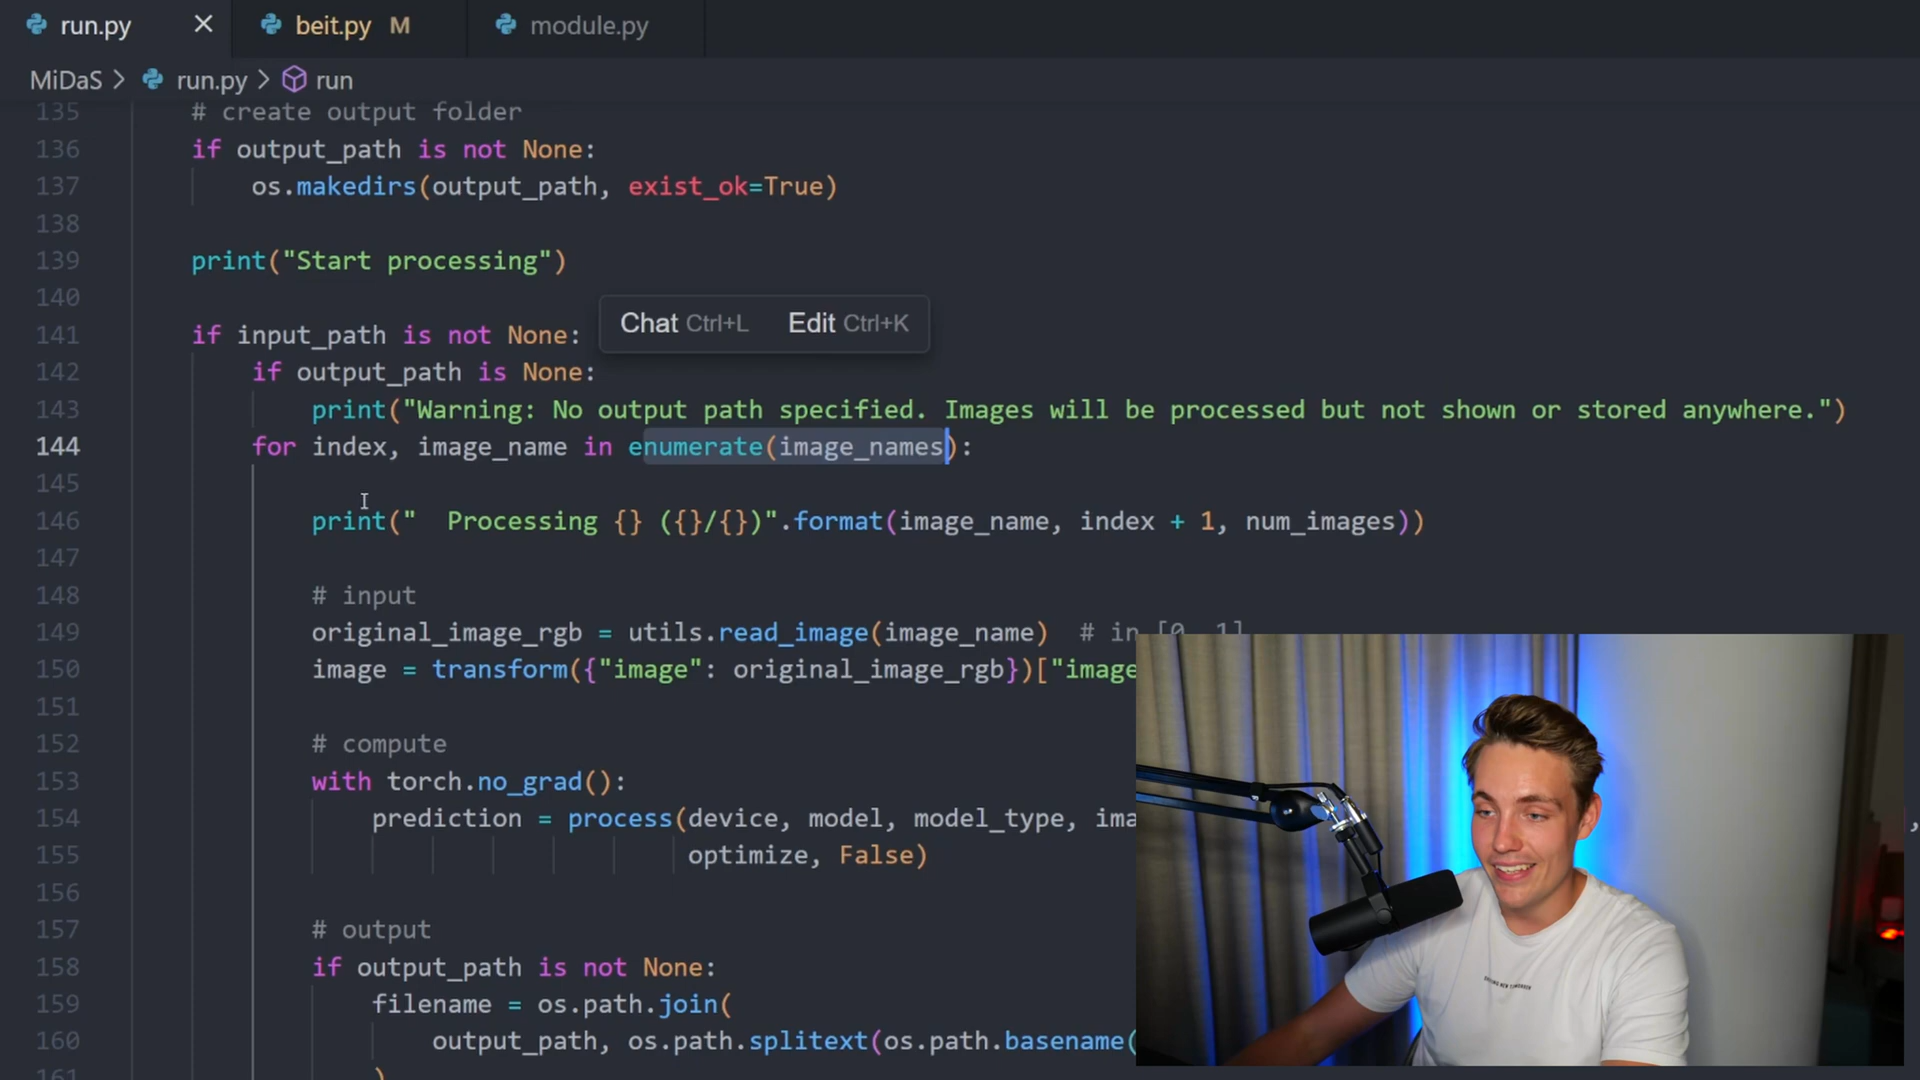 run.py
beit.py M
module.py
MiDaS > run.py > run
135 # create output folder
136 if output_path is not None:
137 os.makedirs(output_path, exist_ok=True)
138
139 print("Start processing")
140
Chat Ctrl+L Edit Ctrl+K
141 if input_path is not None:
142 if output_path is None:
143 print("Warning: No output path specified. Images will be processed but not shown or stored anywhere.")
144 for index, image_name in enumerate(image_names):
145
146 print("  Processing {} ({}/{})".format(image_name, index + 1, num_images))
147
148 # input
149 original_image_rgb = utils.read_image(image_name)  # in [0, 1]
150 image = transform({"image": original_image_rgb})["image
151
152 # compute
153 with torch.no_grad():
154 prediction = process(device, model, model_type, ima
155 optimize, False)
156
157 # output
158 if output_path is not None:
159 filename = os.path.join(
160 output_path, os.path.splitext(os.path.basename(
161 )